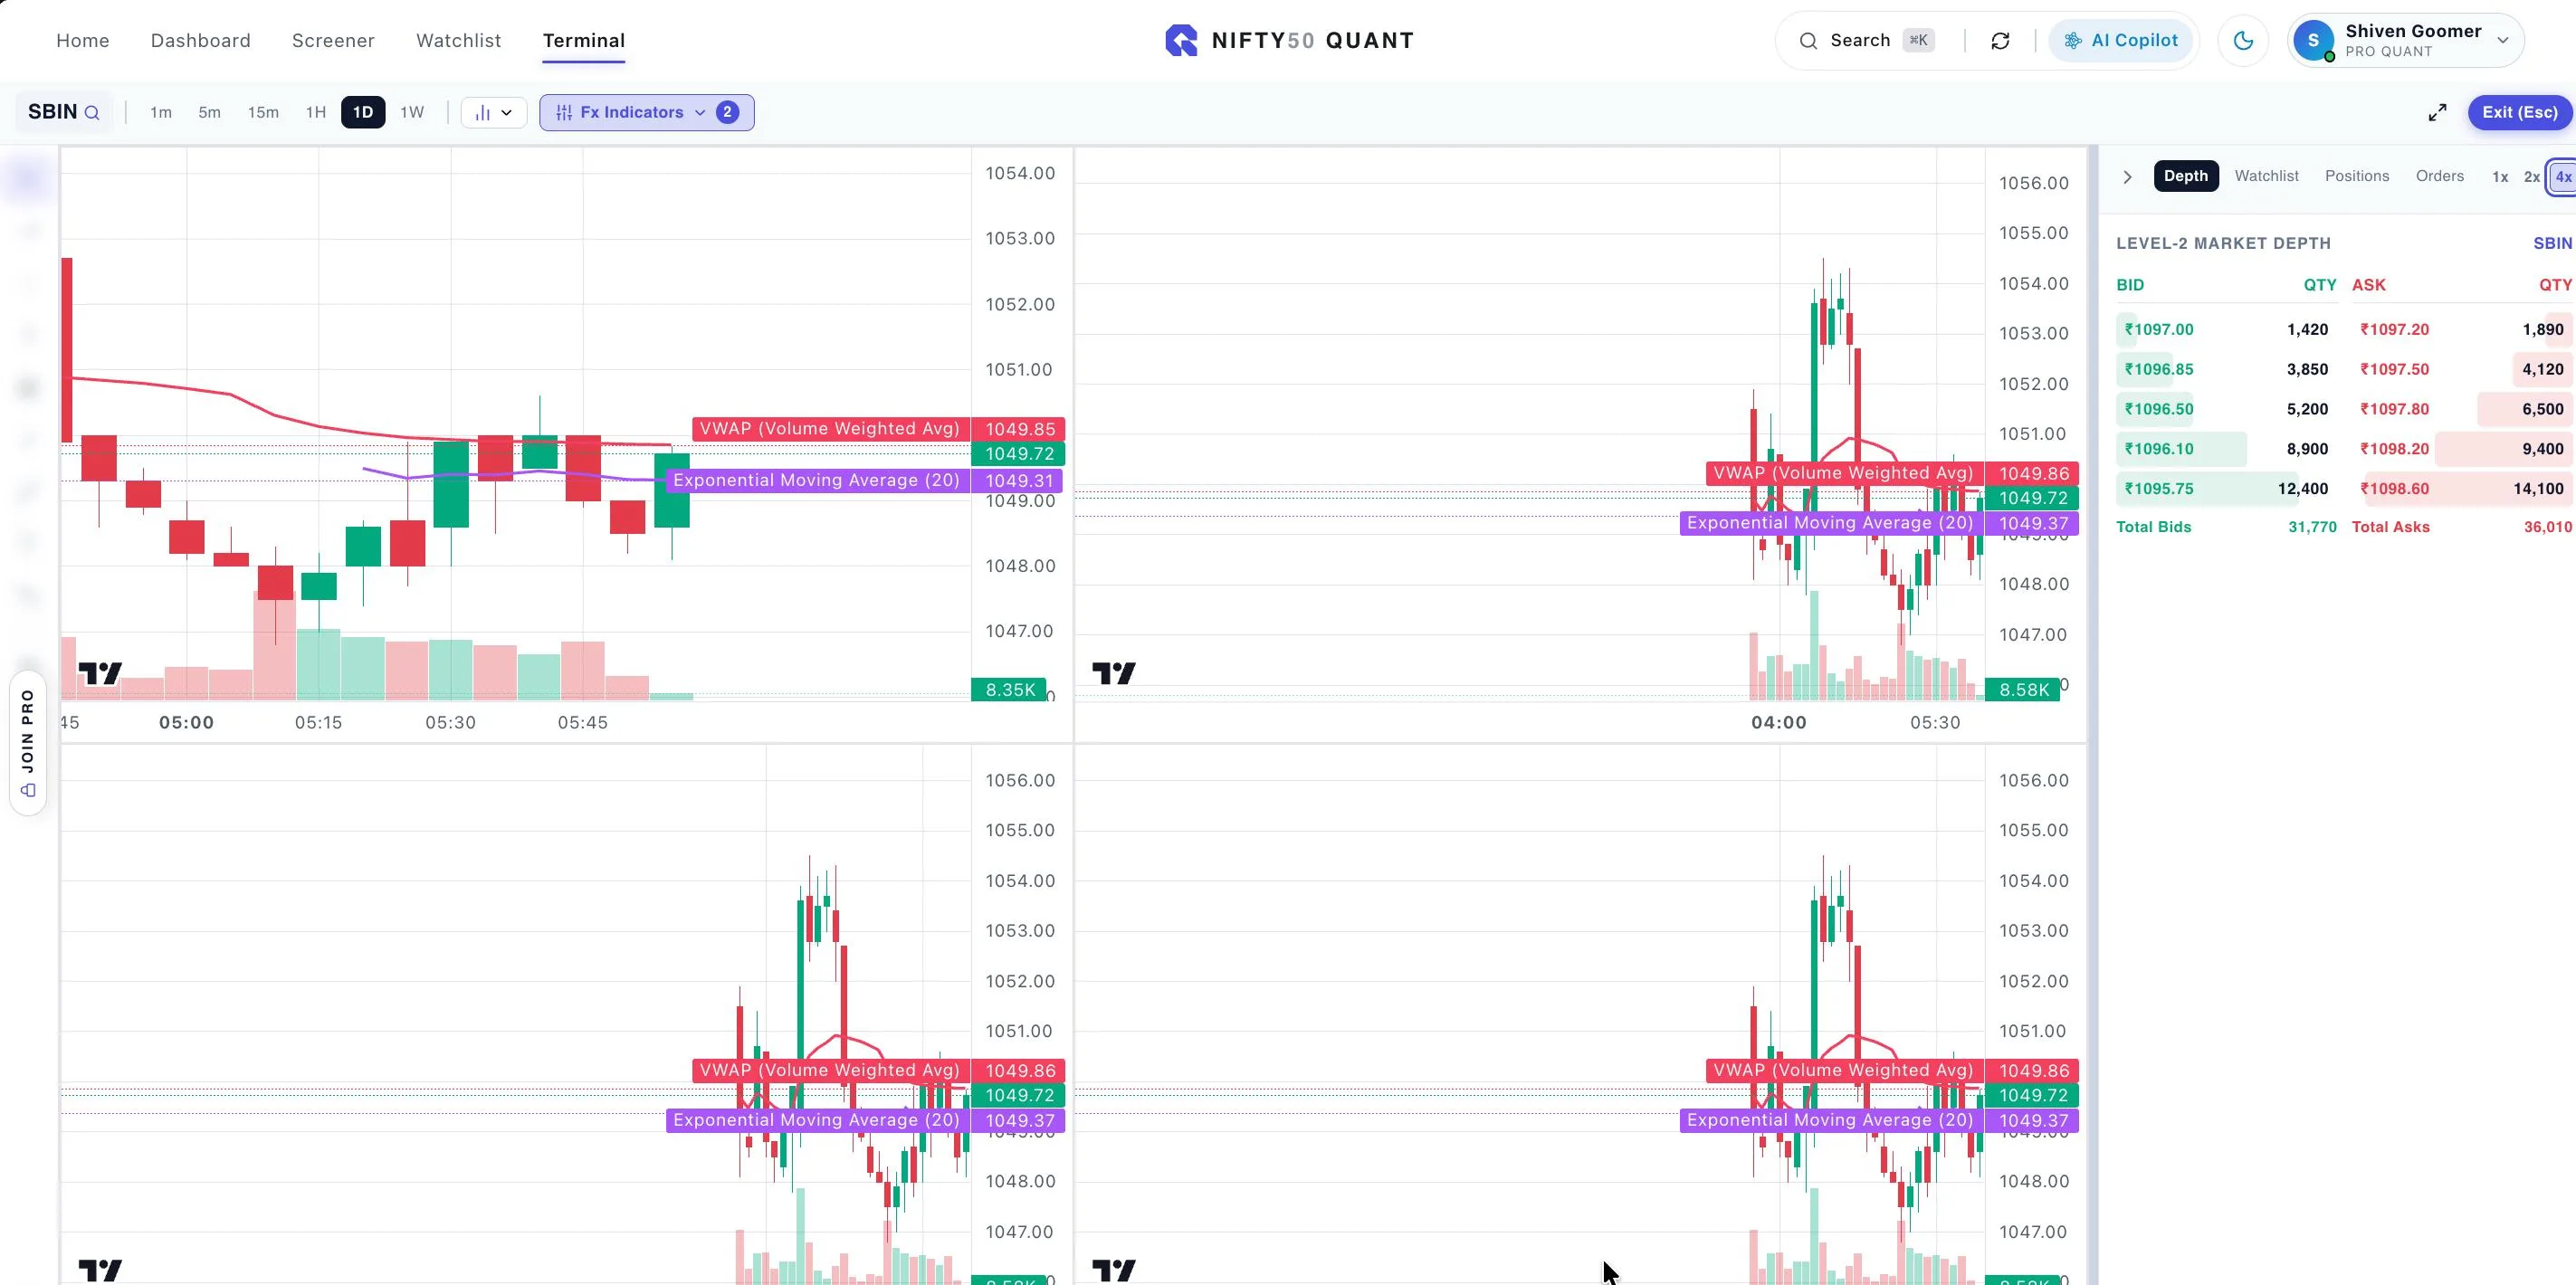 Home Dashboard Screener Watchlist Terminal NIFTY50 QUANT Search ⌘K AI Copilot S Shiven Goomer
PRO QUANT
SBIN 1m 5m 15m 1H 1D 1W Fx Indicators 2 Exit (Esc)
1054.00
1053.00
1052.00
1051.00
VWAP (Volume Weighted Avg) 1049.85
1049.72
Exponential Moving Average (20) 1049.31
1049.00
1048.00
1047.00
8.35K
45 05:00 05:15 05:30 05:45
1056.00
1055.00
1054.00
1053.00
1052.00
1051.00
VWAP (Volume Weighted Avg) 1049.86
1049.72
Exponential Moving Average (20) 1049.37
1049.00
1048.00
1047.00
8.58K
04:00 05:30
1056.00
1055.00
1054.00
1053.00
1052.00
1051.00
VWAP (Volume Weighted Avg) 1049.86
1049.72
Exponential Moving Average (20) 1049.37
1049.00
1048.00
1047.00
8.58K
1056.00
1055.00
1054.00
1053.00
1052.00
1051.00
VWAP (Volume Weighted Avg) 1049.86
1049.72
Exponential Moving Average (20) 1049.37
1049.00
1048.00
1047.00
8.58K
JOIN PRO
Depth Watchlist Positions Orders 1x 2x 4x
LEVEL-2 MARKET DEPTH SBIN
BID QTY ASK QTY
₹1097.00 1,420 ₹1097.20 1,890
₹1096.85 3,850 ₹1097.50 4,120
₹1096.50 5,200 ₹1097.80 6,500
₹1096.10 8,900 ₹1098.20 9,400
₹1095.75 12,400 ₹1098.60 14,100
Total Bids 31,770 Total Asks 36,010